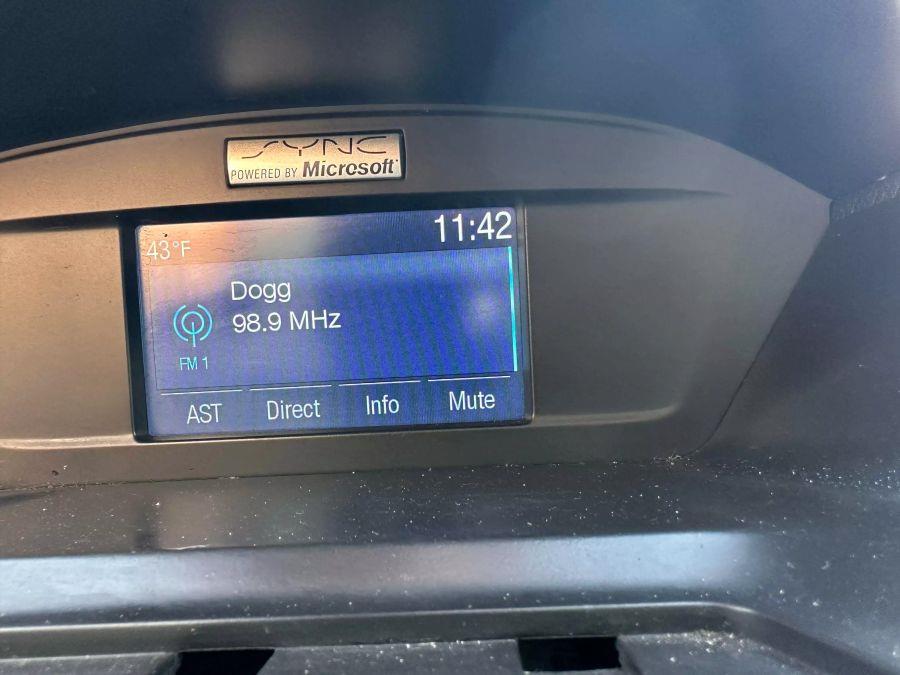 SYNC
POWERED BY Microsoft
11:42
43°F
Dogg
98.9 MHz
FM 1
AST Direct Info Mute